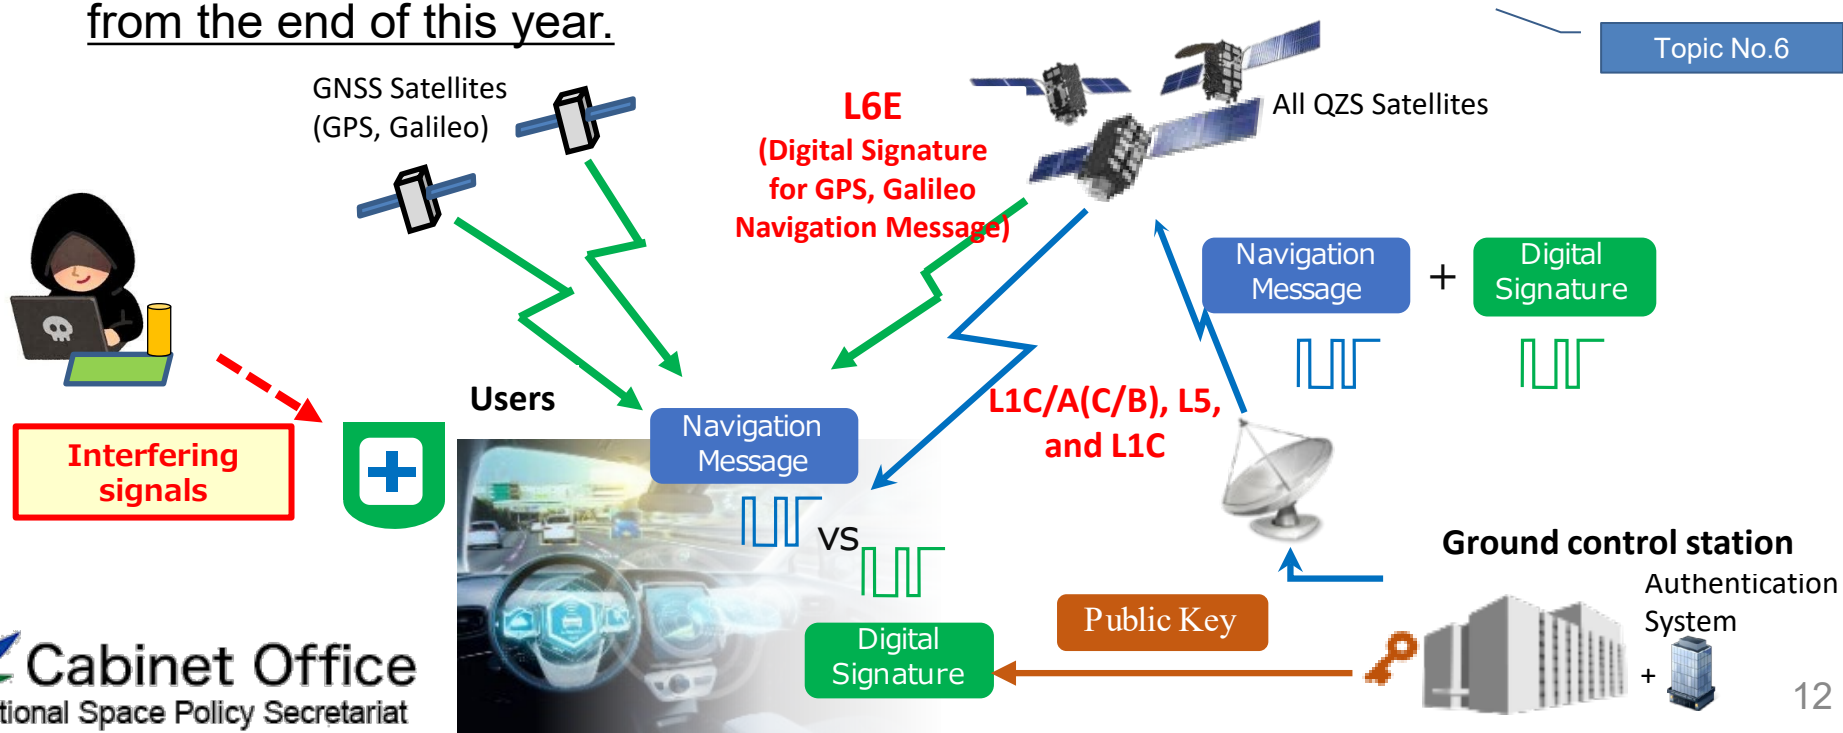 from the end of this year.
Topic No.6
GNSS Satellites
(GPS, Galileo)
L6E
(Digital Signature
for GPS, Galileo
Navigation Message)
All QZS Satellites
Navigation
Message
+
Digital
Signature
Users
Navigation
Message
L1C/A(C/B), L5,
and L1C
Interfering
signals
vs
Ground control station
Authentication
System
+
Public Key
Digital
Signature
Cabinet Office
tional Space Policy Secretariat
12